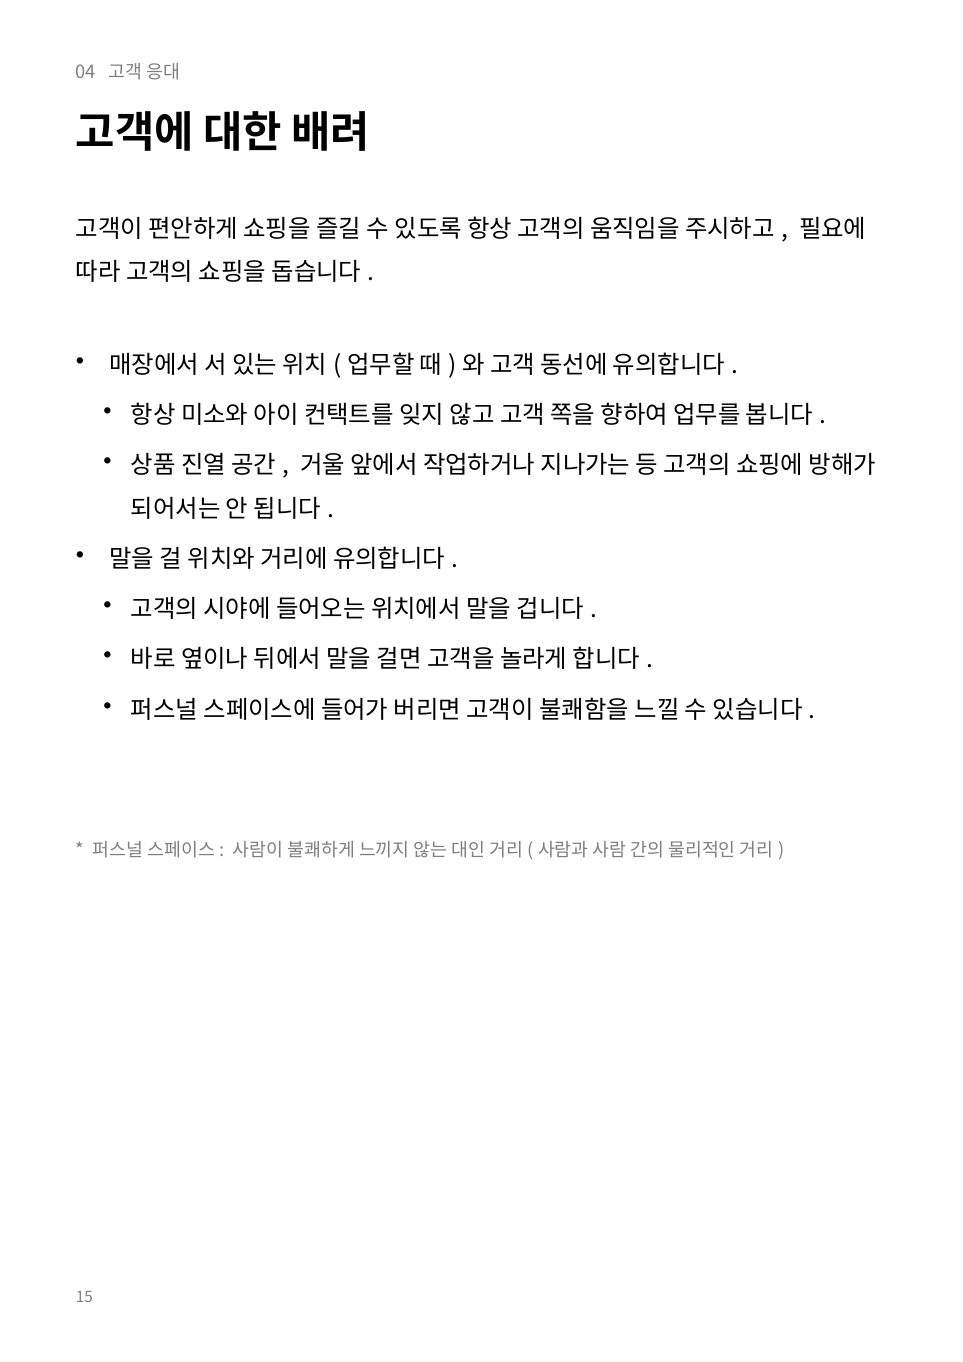 04 고객 응대
고객에 대한 배려
고객이 편안하게 쇼핑을 즐길 수 있도록 항상 고객의 움직임을 주시하고 , 필요에
따라 고객의 쇼핑을 돕습니다 .
• 매장에서 서 있는 위치 ( 업무할 때 ) 와 고객 동선에 유의합니다 .
• 항상 미소와 아이 컨택트를 잊지 않고 고객 쪽을 향하여 업무를 봅니다 .
• 상품 진열 공간 , 거울 앞에서 작업하거나 지나가는 등 고객의 쇼핑에 방해가
되어서는 안 됩니다 .
• 말을 걸 위치와 거리에 유의합니다 .
• 고객의 시야에 들어오는 위치에서 말을 겁니다 .
• 바로 옆이나 뒤에서 말을 걸면 고객을 놀라게 합니다 .
• 퍼스널 스페이스에 들어가 버리면 고객이 불쾌함을 느낄 수 있습니다 .
* 퍼스널 스페이스 : 사람이 불쾌하게 느끼지 않는 대인 거리 ( 사람과 사람 간의 물리적인 거리 )
15